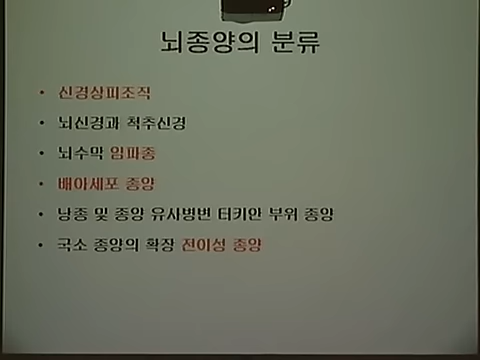 뇌종양의 분류
• 신경상피조직
• 뇌신경과 척추신경
• 뇌수막 임파종
• 배아세포 종양
• 낭종 및 종양 유사병변 터키안 부위 종양
• 국소 종양의 확장 전이성 종양